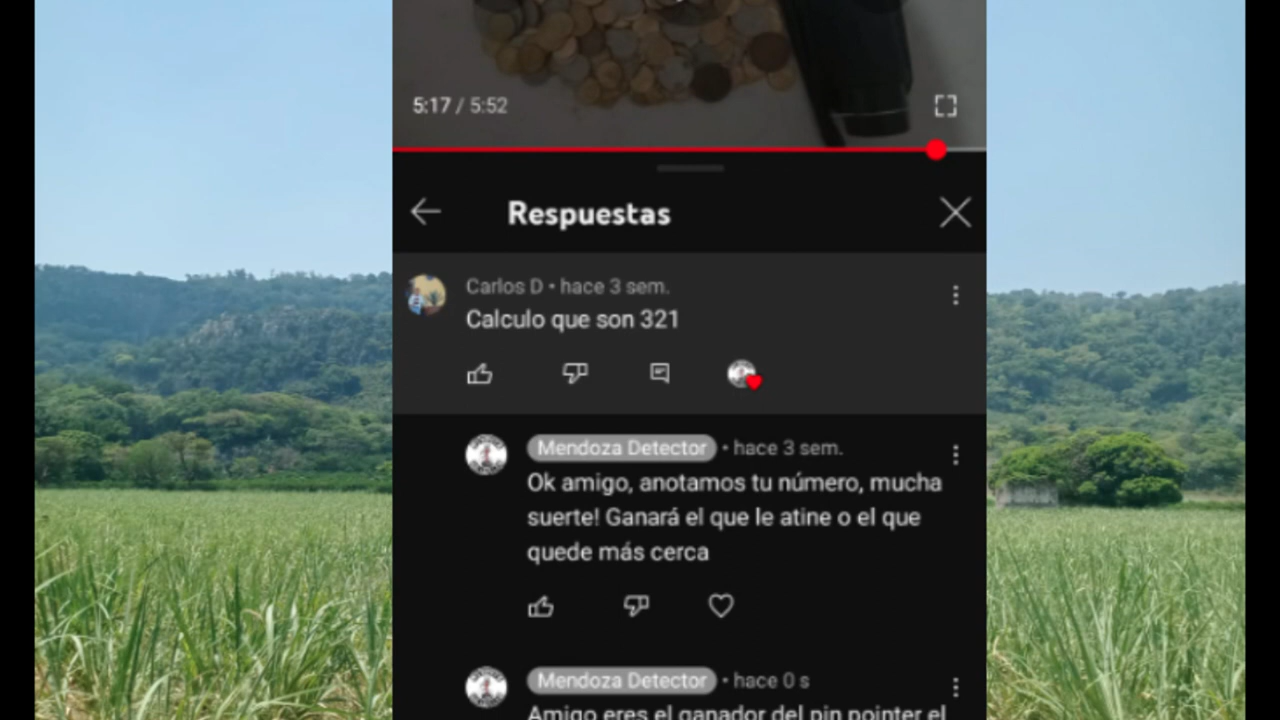 5:17 / 5:52
Respuestas
Carlos D • hace 3 sem.
Calculo que son 321
Mendoza Detector • hace 3 sem.
Ok amigo, anotamos tu número, mucha
suerte! Ganará el que le atine o el que
quede más cerca
Mendoza Detector • hace 0 s
Amigo eres el ganador del pin pointer el